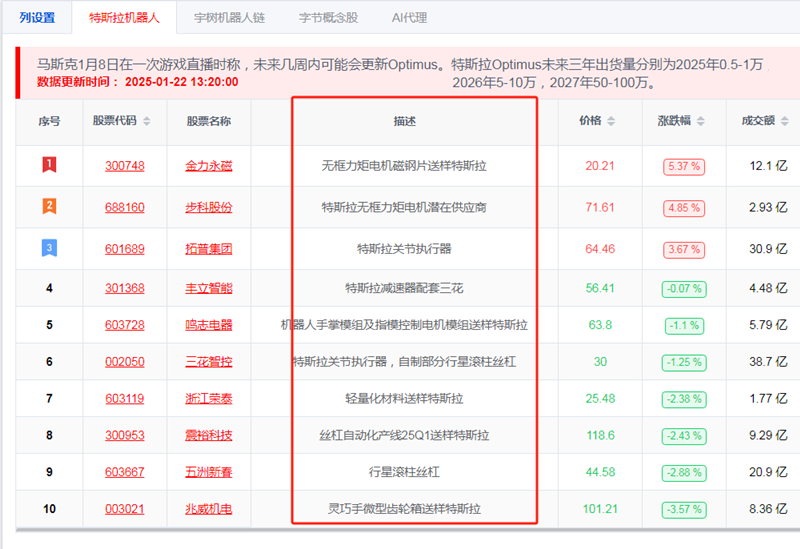 列设置 特斯拉机器人 宇树机器人链 字节概念股 AI代理
马斯克1月8日在一次游戏直播时称，未来几周内可能会更新Optimus。特斯拉Optimus未来三年出货量分别为2025年0.5-1万
数据更新时间： 2025-01-22 13:20:00 2026年5-10万，2027年50-100万。
序号 股票代码 股票名称 描述 价格 涨跌幅 成交额
1 300748 金力永磁 无框力矩电机磁钢片送样特斯拉 20.21 5.37 % 12.1 亿
2 688160 步科股份 特斯拉无框力矩电机潜在供应商 71.61 4.85 % 2.93 亿
3 601689 拓普集团 特斯拉关节执行器 64.46 3.67 % 30.9 亿
4 301368 丰立智能 特斯拉减速器配套三花 56.41 -0.07 % 4.48 亿
5 603728 鸣志电器 机器人手掌模组及指模控制电机模组送样特斯拉 63.8 -1.1 % 5.79 亿
6 002050 三花智控 特斯拉关节执行器，自制部分行星滚柱丝杠 30 -1.25 % 38.7 亿
7 603119 浙江荣泰 轻量化材料送样特斯拉 25.48 -2.38 % 1.77 亿
8 300953 震裕科技 丝杠自动化产线25Q1送样特斯拉 118.6 -2.43 % 9.29 亿
9 603667 五洲新春 行星滚柱丝杠 44.58 -2.88 % 20.9 亿
10 003021 兆威机电 灵巧手微型齿轮箱送样特斯拉 101.21 -3.57 % 8.36 亿